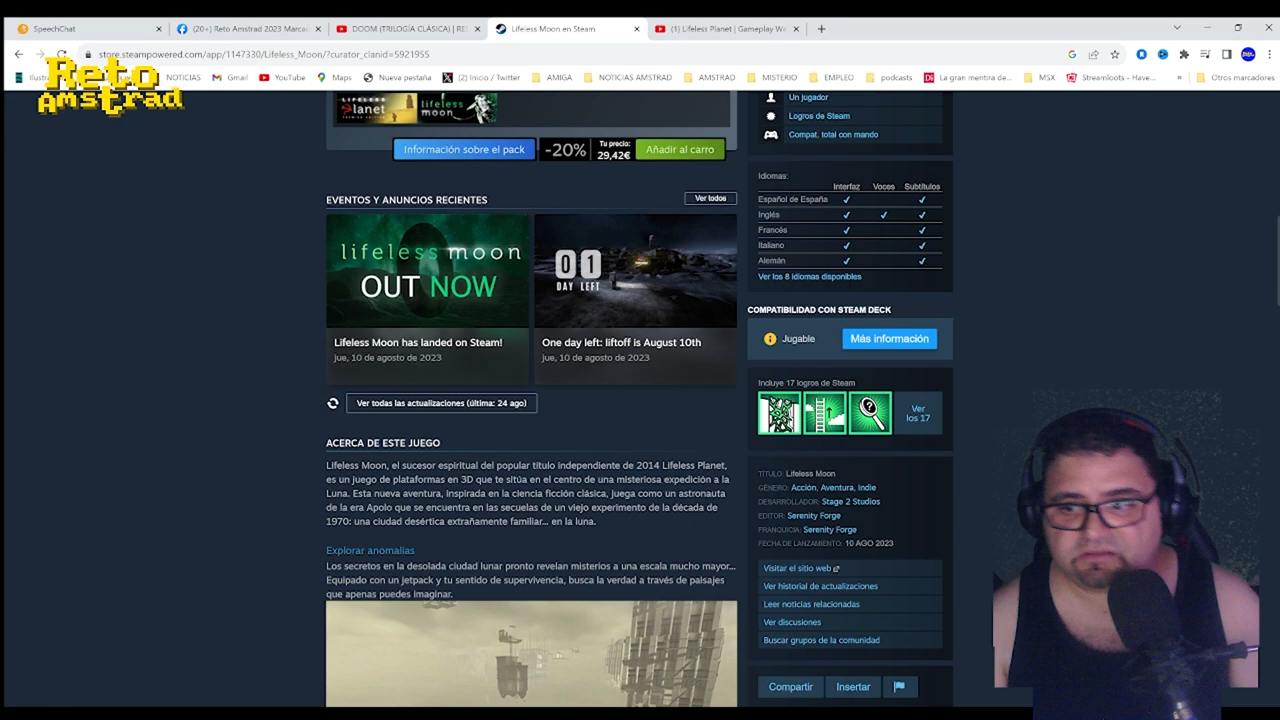 SpeechChat
(20+) Reto Amstrad 2023 Marcad
DOOM (TRILOGÍA CLÁSICA) | RE
Lifeless Moon en Steam
(1) Lifeless Planet | Gameplay W
store.steampowered.com/app/1147330/Lifeless_Moon/?curator_clanid=5921955
NOTICIAS
Gmail
YouTube
Maps
Nueva pestaña
(2) Inicio / Twitter
AMIGA
NOTICIAS AMSTRAD
AMSTRAD
MISTERIO
EMPLEO
podcasts
La gran mentira de...
MSX
Streamloots - Have...
»
Otros marcadores
Reto
Amstrad
lifeless planet
lifeless moon
Información sobre el pack
-20%
Tu precio:
29,42€
Añadir al carro
EVENTOS Y ANUNCIOS RECIENTES
Ver todos
lifeless moon
OUT NOW
01
DAY LEFT
Lifeless Moon has landed on Steam!
jue, 10 de agosto de 2023
One day left: liftoff is August 10th
jue, 10 de agosto de 2023
Ver todas las actualizaciones (última: 24 ago)
ACERCA DE ESTE JUEGO
Lifeless Moon, el sucesor espiritual del popular título independiente de 2014 Lifeless Planet,
es un juego de plataformas en 3D que te sitúa en el centro de una misteriosa expedición a la
Luna. Esta nueva aventura, inspirada en la ciencia ficción clásica, juega como un astronauta
de la era Apolo que se encuentra en las secuelas de un viejo experimento de la década de
1970: una ciudad desértica extrañamente familiar... en la luna.
Explorar anomalías
Los secretos en la desolada ciudad lunar pronto revelan misterios a una escala mucho mayor...
Equipado con un jetpack y tu sentido de supervivencia, busca la verdad a través de paisajes
que apenas puedes imaginar.
Un jugador
Logros de Steam
Compat. total con mando
Idiomas:
Interfaz Voces Subtítulos
Español de España ✓ ✓
Inglés ✓ ✓ ✓
Francés ✓ ✓
Italiano ✓ ✓
Alemán ✓ ✓
Ver los 8 idiomas disponibles
COMPATIBILIDAD CON STEAM DECK
Jugable
Más información
Incluye 17 logros de Steam
Ver
los 17
TÍTULO: Lifeless Moon
GÉNERO: Acción, Aventura, Indie
DESARROLLADOR: Stage 2 Studios
EDITOR: Serenity Forge
FRANQUICIA: Serenity Forge
FECHA DE LANZAMIENTO: 10 AGO 2023
Visitar el sitio web
Ver historial de actualizaciones
Leer noticias relacionadas
Ver discusiones
Buscar grupos de la comunidad
Compartir
Insertar